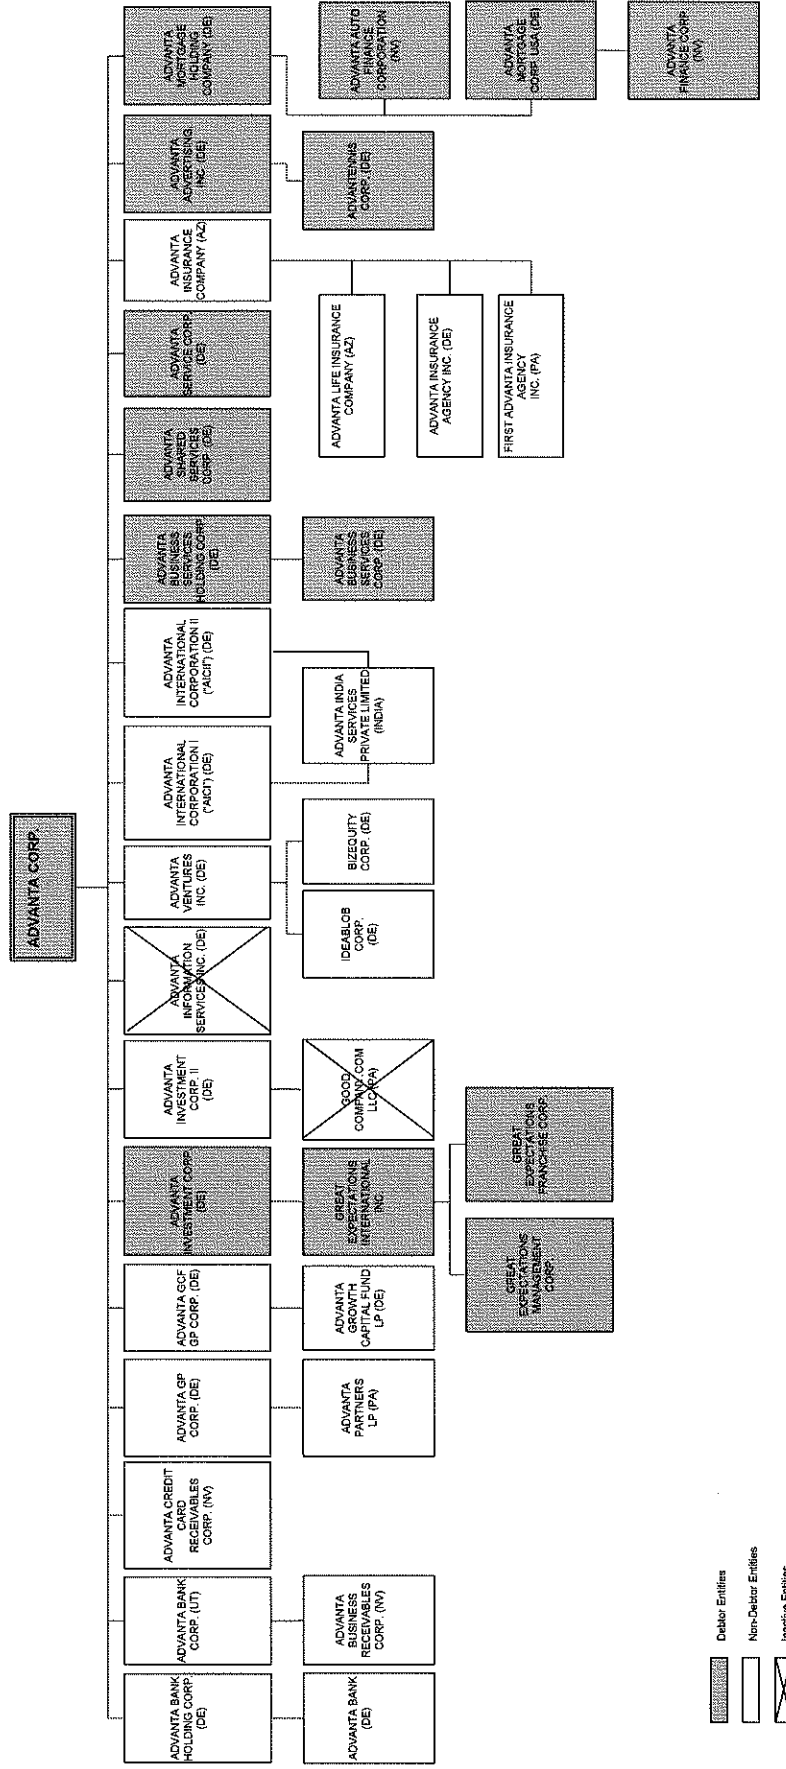 ADVANTA CORP.
ADVANTA BANK
HOLDING CORP.
(DE)
ADVANTA BANK
CORP. (UT)
ADVANTA CREDIT
CARD
RECEIVABLES
CORP. (NV)
ADVANTA GP
CORP. (DE)
ADVANTA GCF
GP CORP. (DE)
ADVANTA
INVESTMENT CORP.
(DE)
ADVANTA
INVESTMENT
CORP. II
(DE)
ADVANTA
INFORMATION
SERVICES INC. (DE)
ADVANTA
VENTURES
INC. (DE)
ADVANTA
INTERNATIONAL
CORPORATION I
("AICI") (DE)
ADVANTA
INTERNATIONAL
CORPORATION II
("AICII") (DE)
ADVANTA
BUSINESS
SERVICES
HOLDING CORP.
(DE)
ADVANTA
SHARED
SERVICES
CORP. (DE)
ADVANTA
SERVICE CORP.
(DE)
ADVANTA
INSURANCE
COMPANY (AZ)
ADVANTA
ADVERTISING
INC. (DE)
ADVANTA
MORTGAGE
HOLDING
COMPANY (DE)
ADVANTA BANK
(DE)
ADVANTA
BUSINESS
RECEIVABLES
CORP. (NV)
ADVANTA
PARTNERS
LP (PA)
ADVANTA
GROWTH
CAPITAL FUND
LP (DE)
GREAT
EXPECTATIONS
INTERNATIONAL
INC.
GOOD
COMPANY.COM
LLC (PA)
IDEABLOB
CORP.
(DE)
BIZEQUITY
CORP. (DE)
ADVANTA INDIA
SERVICES
PRIVATE LIMITED
(INDIA)
ADVANTA
BUSINESS
SERVICES
CORP. (DE)
ADVANTA LIFE INSURANCE
COMPANY (AZ)
ADVANTENNIS
CORP. (DE)
ADVANTA AUTO
FINANCE
CORPORATION
(NV)
GREAT
EXPECTATIONS
MANAGEMENT
CORP.
GREAT
EXPECTATIONS
FRANCHISE CORP.
ADVANTA INSURANCE
AGENCY INC. (DE)
FIRST ADVANTA INSURANCE
AGENCY
INC. (PA)
ADVANTA
MORTGAGE
CORP. USA (DE)
ADVANTA
FINANCE CORP.
(NV)
Debtor Entities
Non-Debtor Entities
Inactive Entities